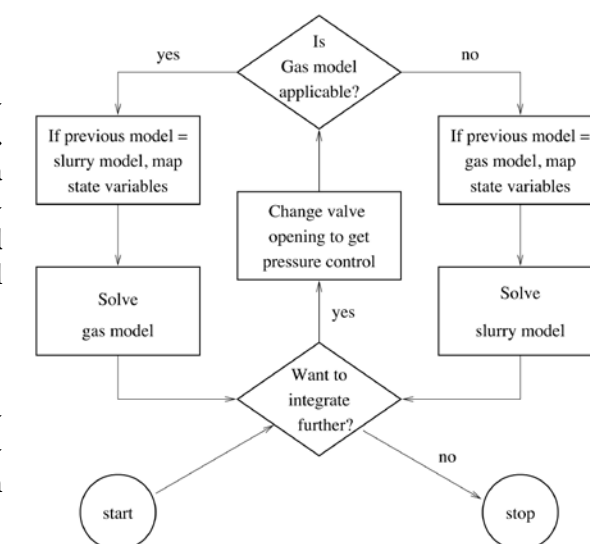 Is
Gas model
applicable?
yes
no
If previous model =
slurry model, map
state variables
If previous model =
gas model, map
state variables
Change valve
opening to get
pressure control
Solve
gas model
Solve
slurry model
yes
Want to
integrate
further?
no
start
stop